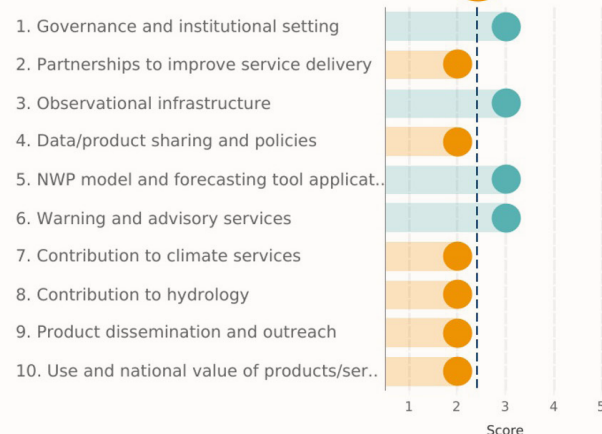 1. Governance and institutional setting
2. Partnerships to improve service delivery
3. Observational infrastructure
4. Data/product sharing and policies
5. NWP model and forecasting tool applicat..
6. Warning and advisory services
7. Contribution to climate services
8. Contribution to hydrology
9. Product dissemination and outreach
10. Use and national value of products/ser..
1 2 3 4 5
Score